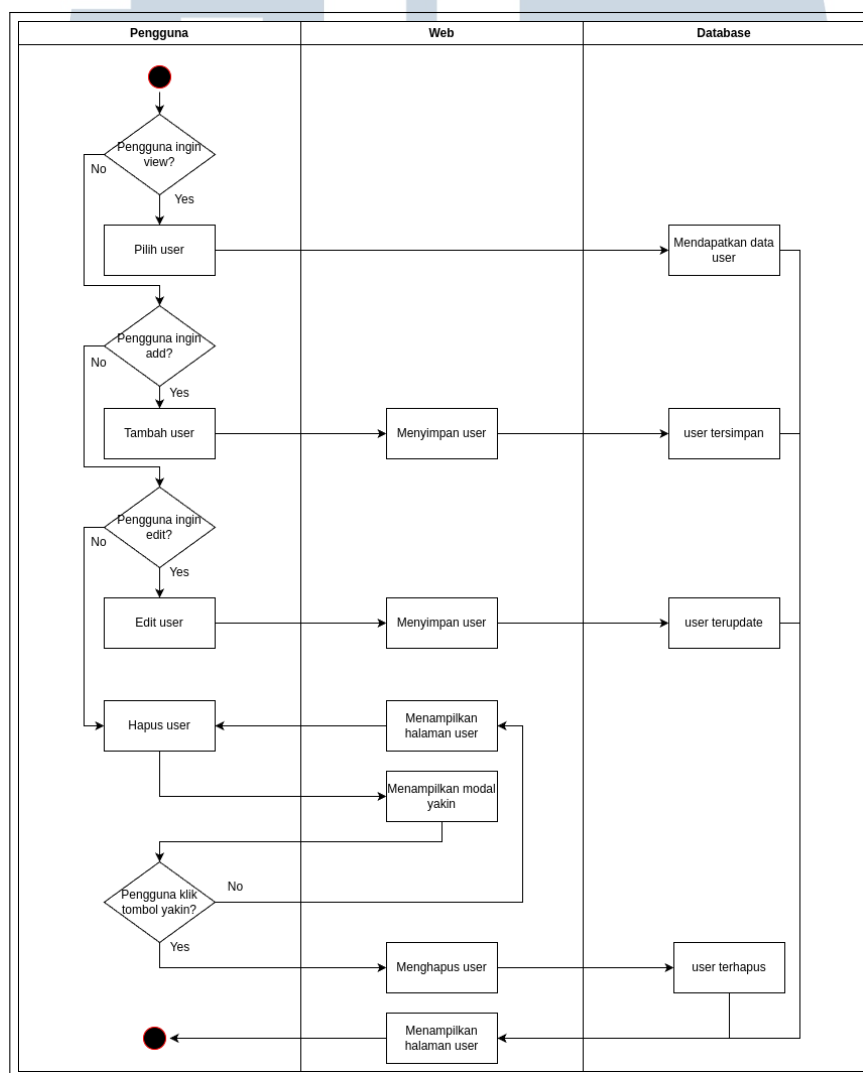 Pengguna
Web
Database
Pengguna ingin
view?
No
Yes
Pilih user
Mendapatkan data
user
Pengguna ingin
add?
No
Yes
Tambah user
Menyimpan user
user tersimpan
Pengguna ingin
edit?
No
Yes
Edit user
Menyimpan user
user terupdate
Hapus user
Menampilkan
halaman user
Menampilkan modal
yakin
Pengguna klik
tombol yakin?
No
Yes
Menghapus user
user terhapus
Menampilkan
halaman user